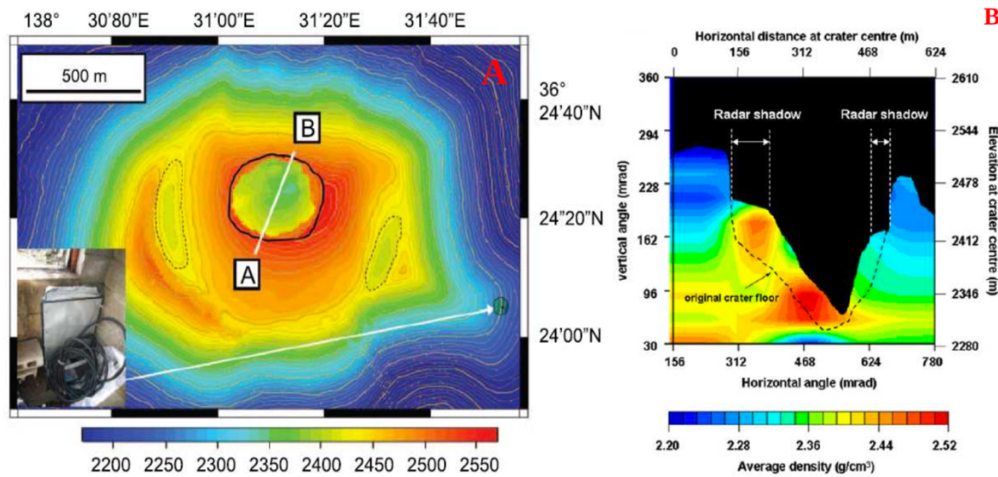 138° 30'80" 31'00" 31'20" 31'40"
500 m
A
B
A
36°
24'40"N
24'20"N
24'00"N
2200 2250 2300 2350 2400 2450 2500 2550
B
Horizontal distance at crater centre (m)
0 156 312 468 624
360 2610
294 2544
228 2478
162 2412
96 2346
30 2280
Radar shadow Radar shadow
original crater floor
vertical angle (mrad)
Elevation at crater centre (m)
156 312 468 624 780
Horizontal angle (mrad)
2.20 2.28 2.36 2.44 2.52
Average density (g/cm³)